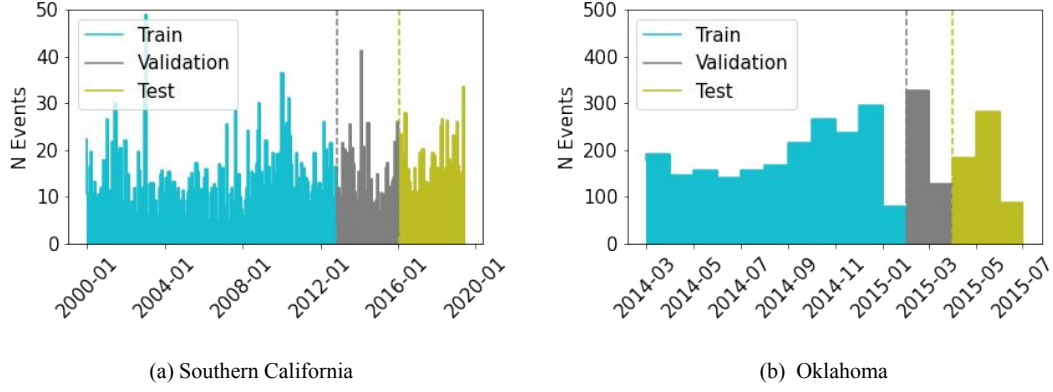 50
40
30
20
10
0
N Events
Train
Validation
Test
2000-01
2004-01
2008-01
2012-01
2016-01
2020-01
(a) Southern California
500
400
300
200
100
0
N Events
Train
Validation
Test
2014-03
2014-05
2014-07
2014-09
2014-11
2015-01
2015-03
2015-05
2015-07
(b) Oklahoma